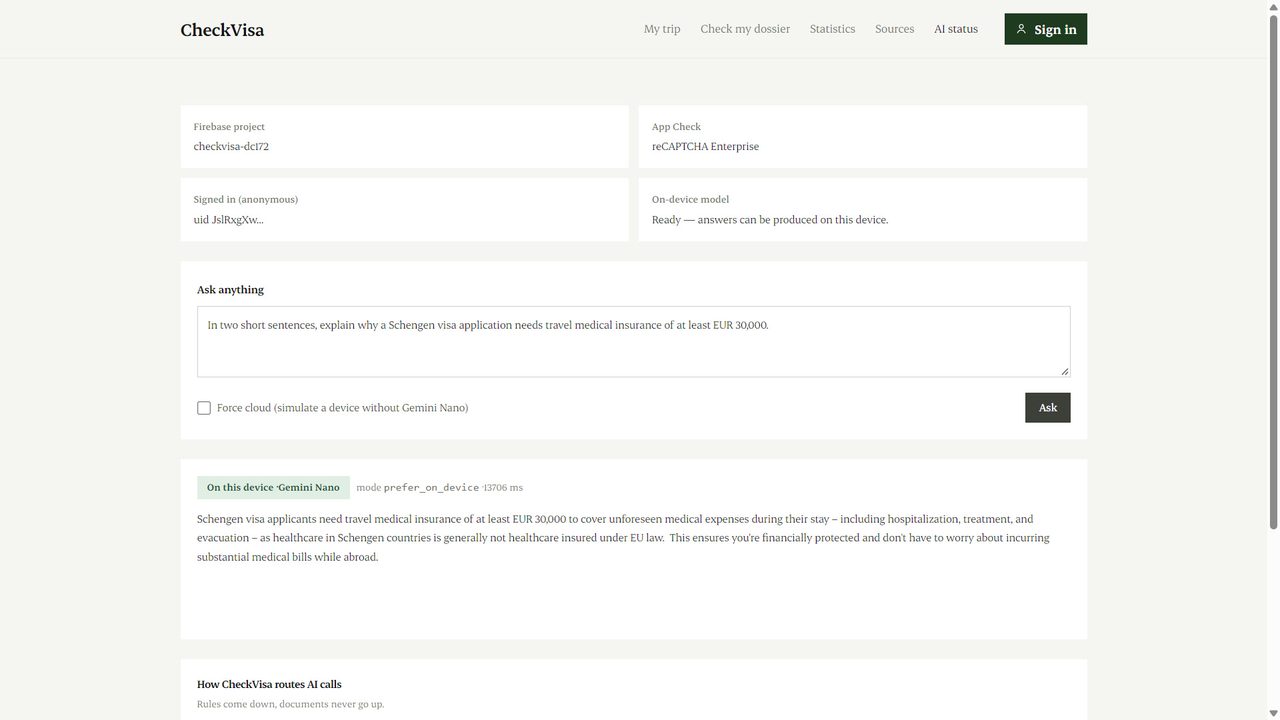 CheckVisa
My trip
Check my dossier
Statistics
Sources
AI status
Sign in
Firebase project
checkvisa-dc172
App Check
reCAPTCHA Enterprise
Signed in (anonymous)
uid JslRxgXw...
On-device model
Ready — answers can be produced on this device.
Ask anything
In two short sentences, explain why a Schengen visa application needs travel medical insurance of at least EUR 30,000.
Force cloud (simulate a device without Gemini Nano)
Ask
On this device ·Gemini Nano
mode prefer_on_device ·13706 ms
Schengen visa applicants need travel medical insurance of at least EUR 30,000 to cover unforeseen medical expenses during their stay – including hospitalization, treatment, and
evacuation – as healthcare in Schengen countries is generally not healthcare insured under EU law.  This ensures you're financially protected and don't have to worry about incurring
substantial medical bills while abroad.
How CheckVisa routes AI calls
Rules come down, documents never go up.